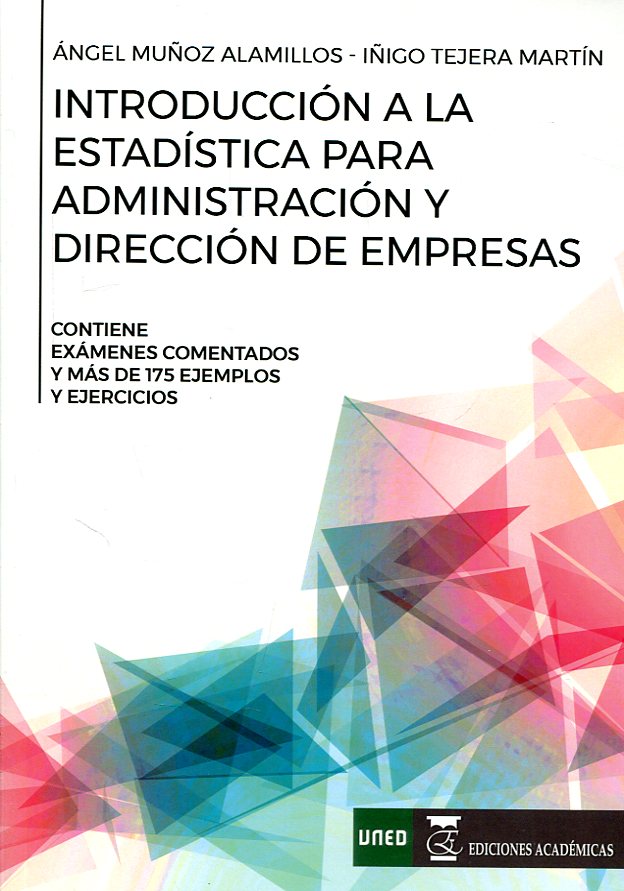 ÁNGEL MUÑOZ ALAMILLOS - IÑIGO TEJERA MARTÍN
INTRODUCCIÓN A LA
ESTADÍSTICA PARA
ADMINISTRACIÓN Y
DIRECCIÓN DE EMPRESAS
CONTIENE
EXÁMENES COMENTADOS
Y MÁS DE 175 EJEMPLOS
Y EJERCICIOS
UNED
EDICIONES ACADÉMICAS